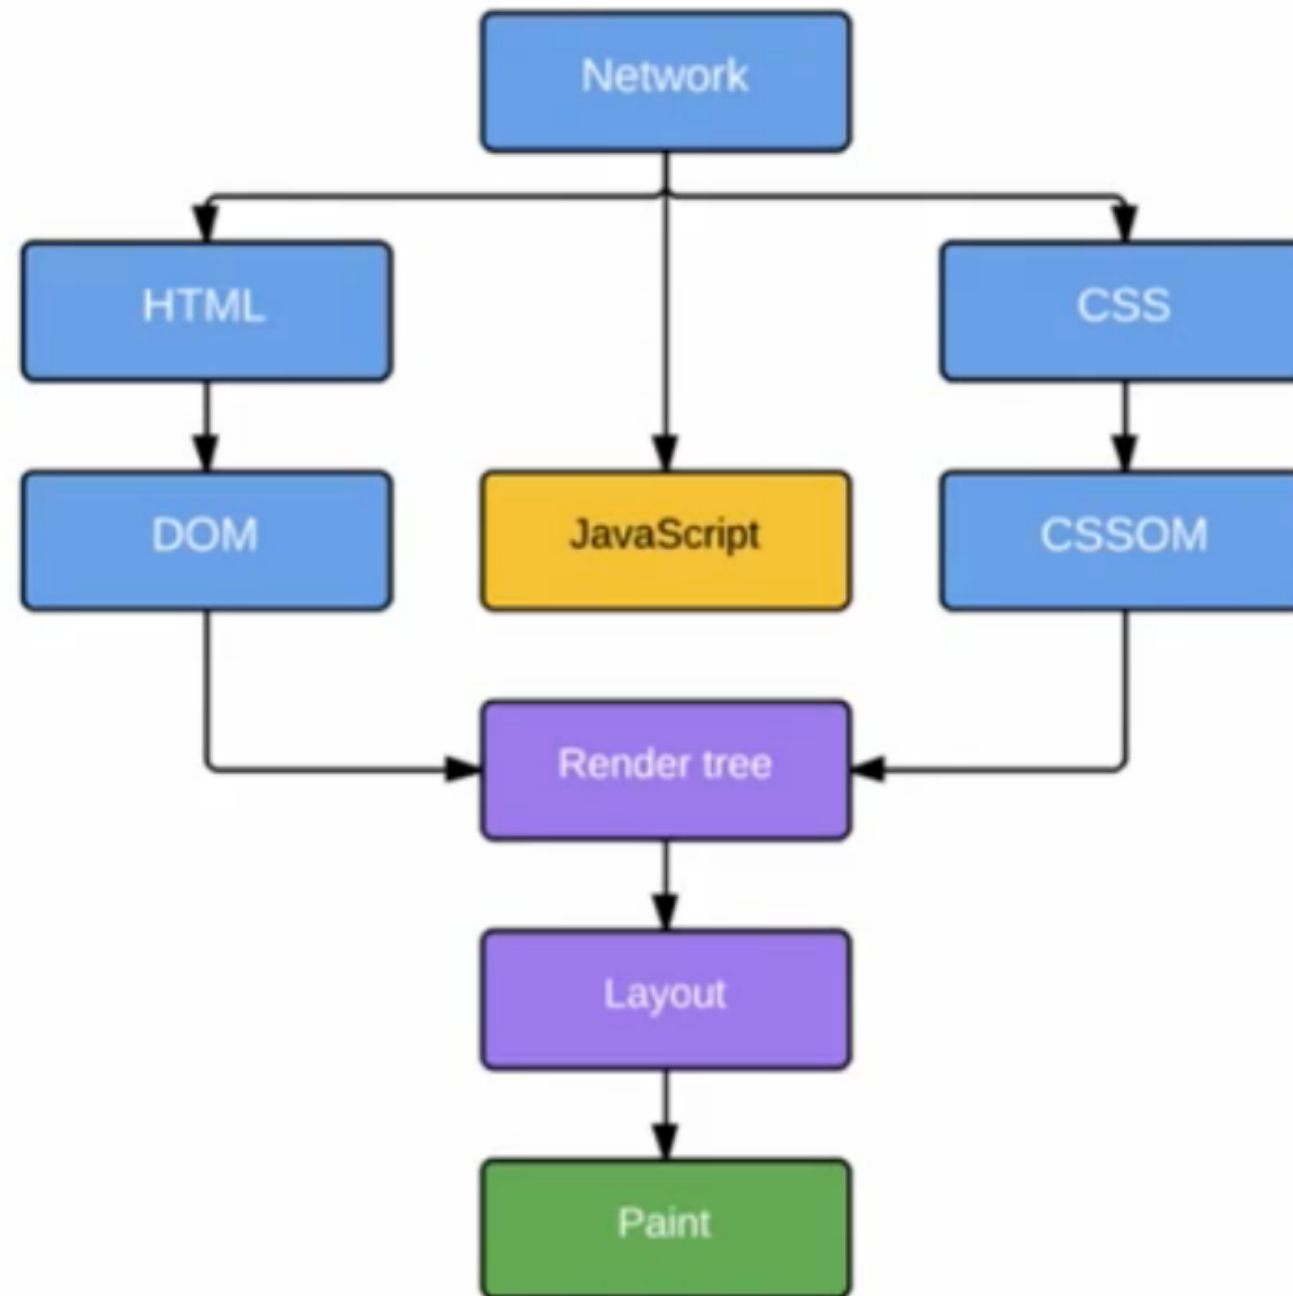 Network
HTML
CSS
DOM
JavaScript
CSSOM
Render tree
Layout
Paint